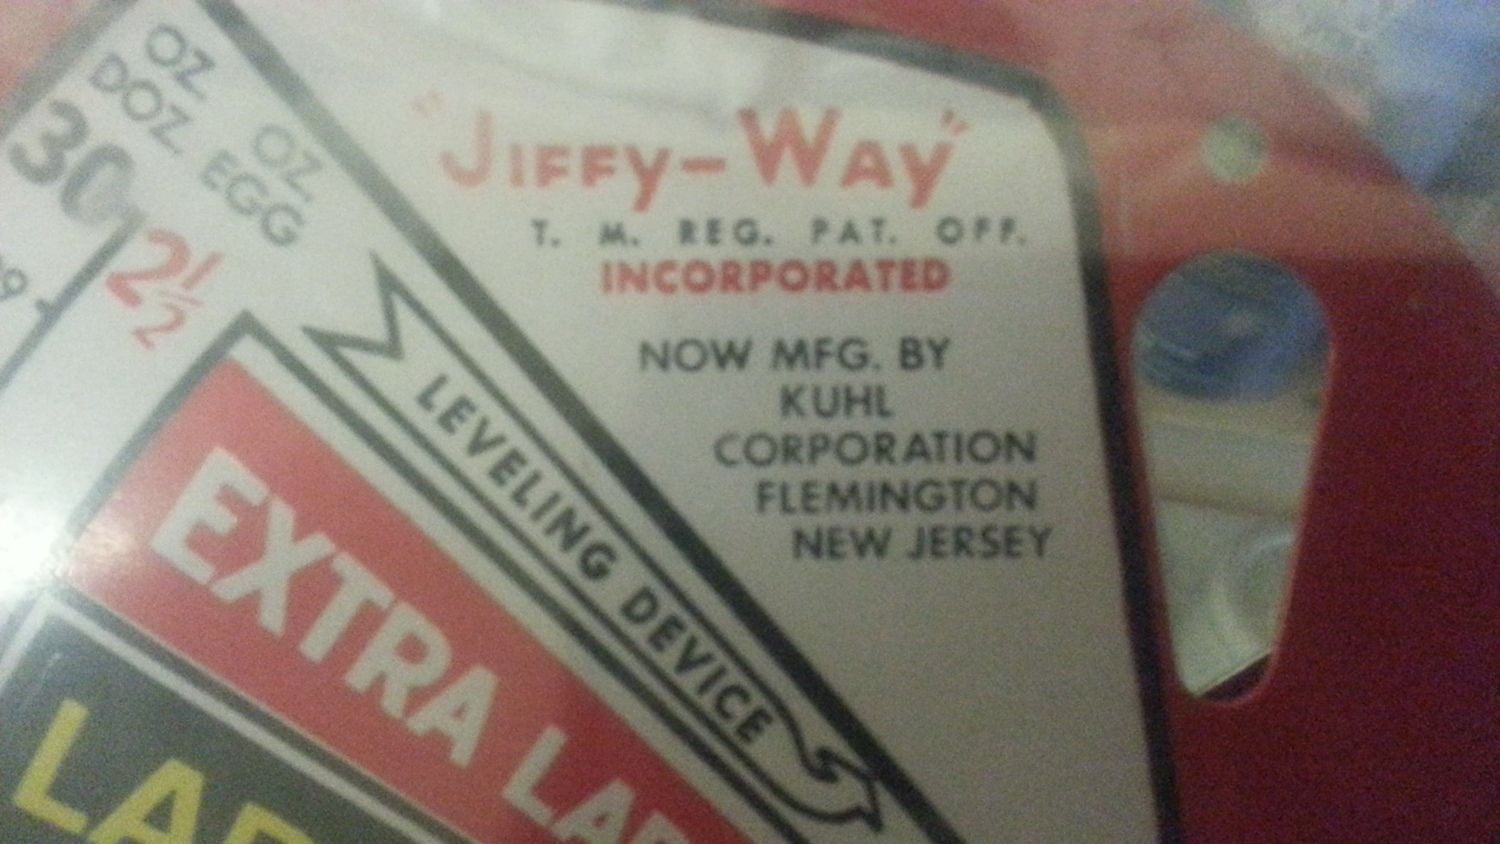 OZ.
DOZ.
30
OZ.
EGG
2½
"JIFFY-WAY"
T. M. REG. PAT. OFF.
INCORPORATED
NOW MFG. BY
KUHL
CORPORATION
FLEMINGTON
NEW JERSEY
LEVELING DEVICE
EXTRA